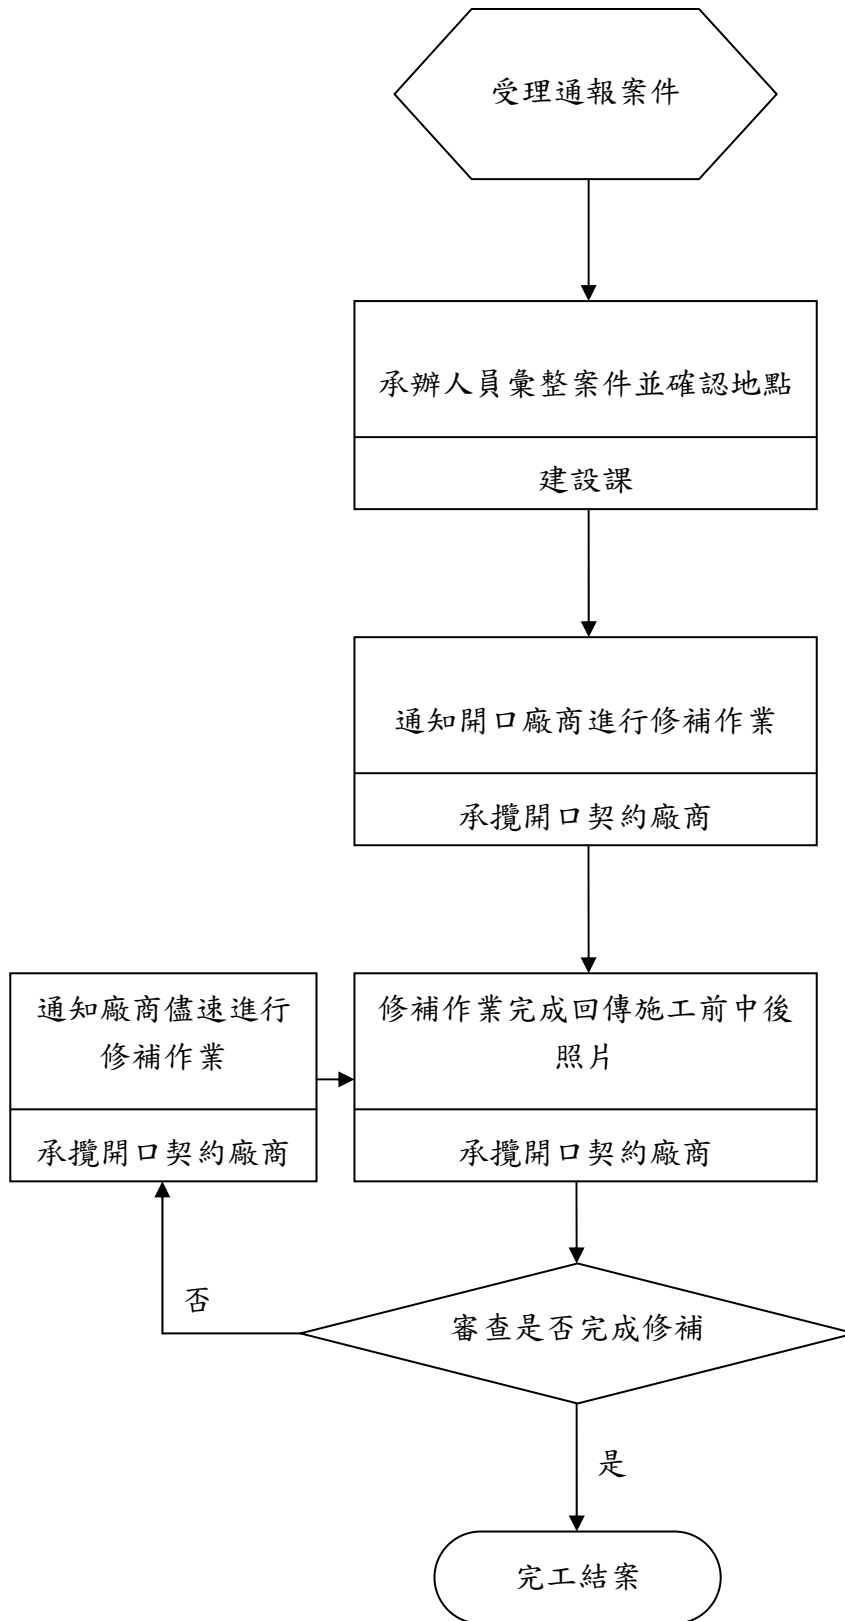 受理通報案件
承辦人員彙整案件並確認地點
建設課
通知開口廠商進行修補作業
承攬開口契約廠商
通知廠商儘速進行
修補作業
承攬開口契約廠商
修補作業完成回傳施工前中後
照片
承攬開口契約廠商
否
審查是否完成修補
是
完工結案